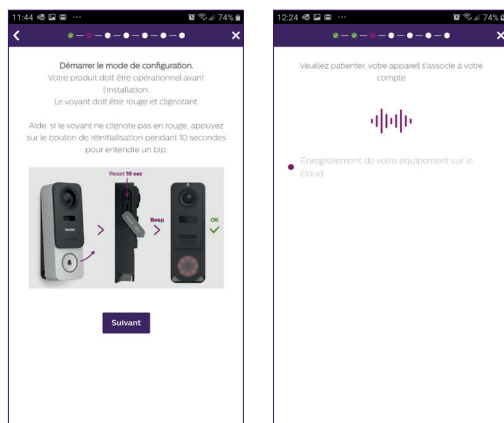 11:44 ... 74%
Démarrer le mode de configuration.
Votre produit doit être opérationnel avant
l'installation.
Le voyant doit être rouge et clignotant
Aide: si le voyant ne clignote pas en rouge, appuyez
sur le bouton de réinitialisation pendant 10 secondes
pour entendre un bip.
Reset 10 sec
Beep
OK
PHILIPS
Suivant
12:24 ... 74%
Veuillez patienter, votre appareil s'associe à votre
compte
Enregistrement de votre équipement sur le
cloud